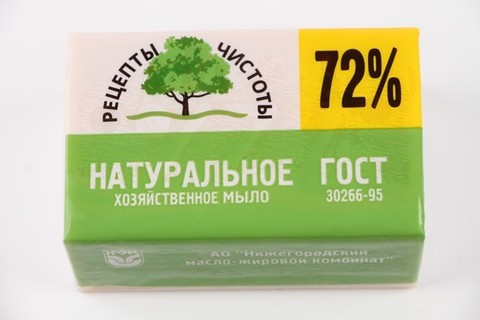 РЕЦЕПТЫ ЧИСТОТЫ
72%
НАТУРАЛЬНОЕ
ХОЗЯЙСТВЕННОЕ МЫЛО
ГОСТ
30266-95
АО "Нижегородский
масло-жировой комбинат"